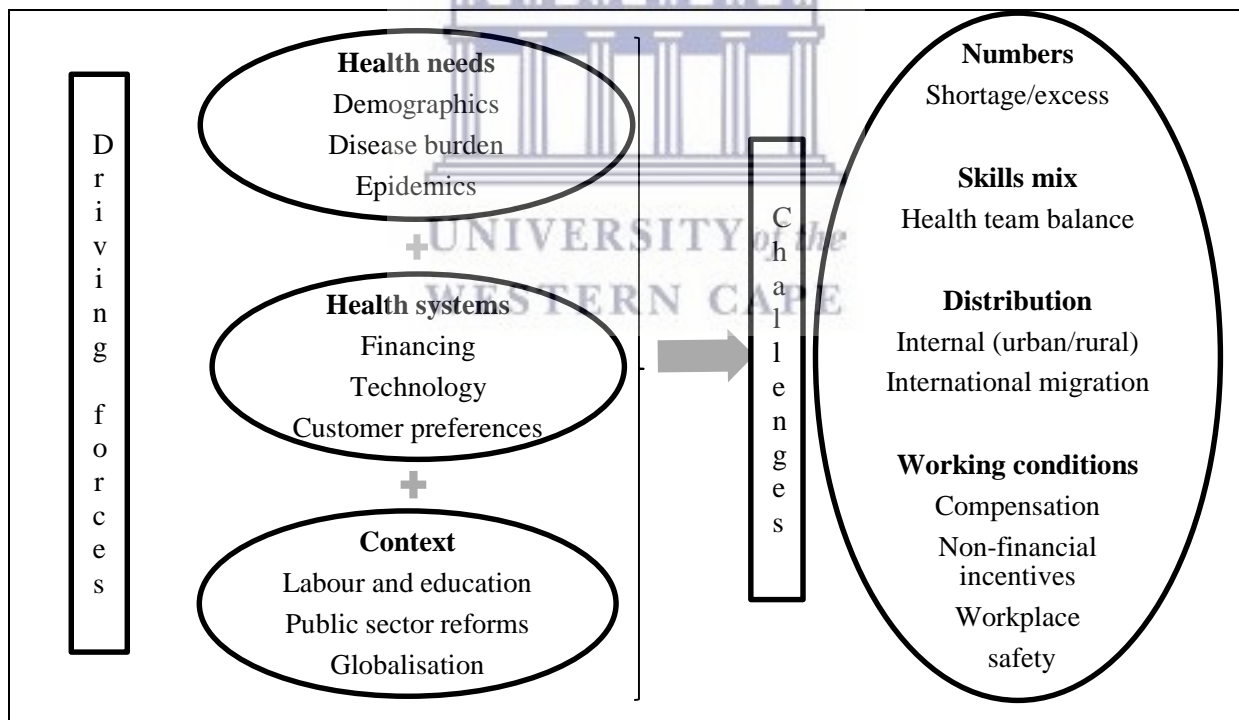 Driving forces
Health needs
Demographics
Disease burden
Epidemics
+
Health systems
Financing
Technology
Customer preferences
+
Context
Labour and education
Public sector reforms
Globalisation
UNIVERSITY of the
WESTERN CAPE
Challenges
Numbers
Shortage/excess
Skills mix
Health team balance
Distribution
Internal (urban/rural)
International migration
Working conditions
Compensation
Non-financial
incentives
Workplace
safety